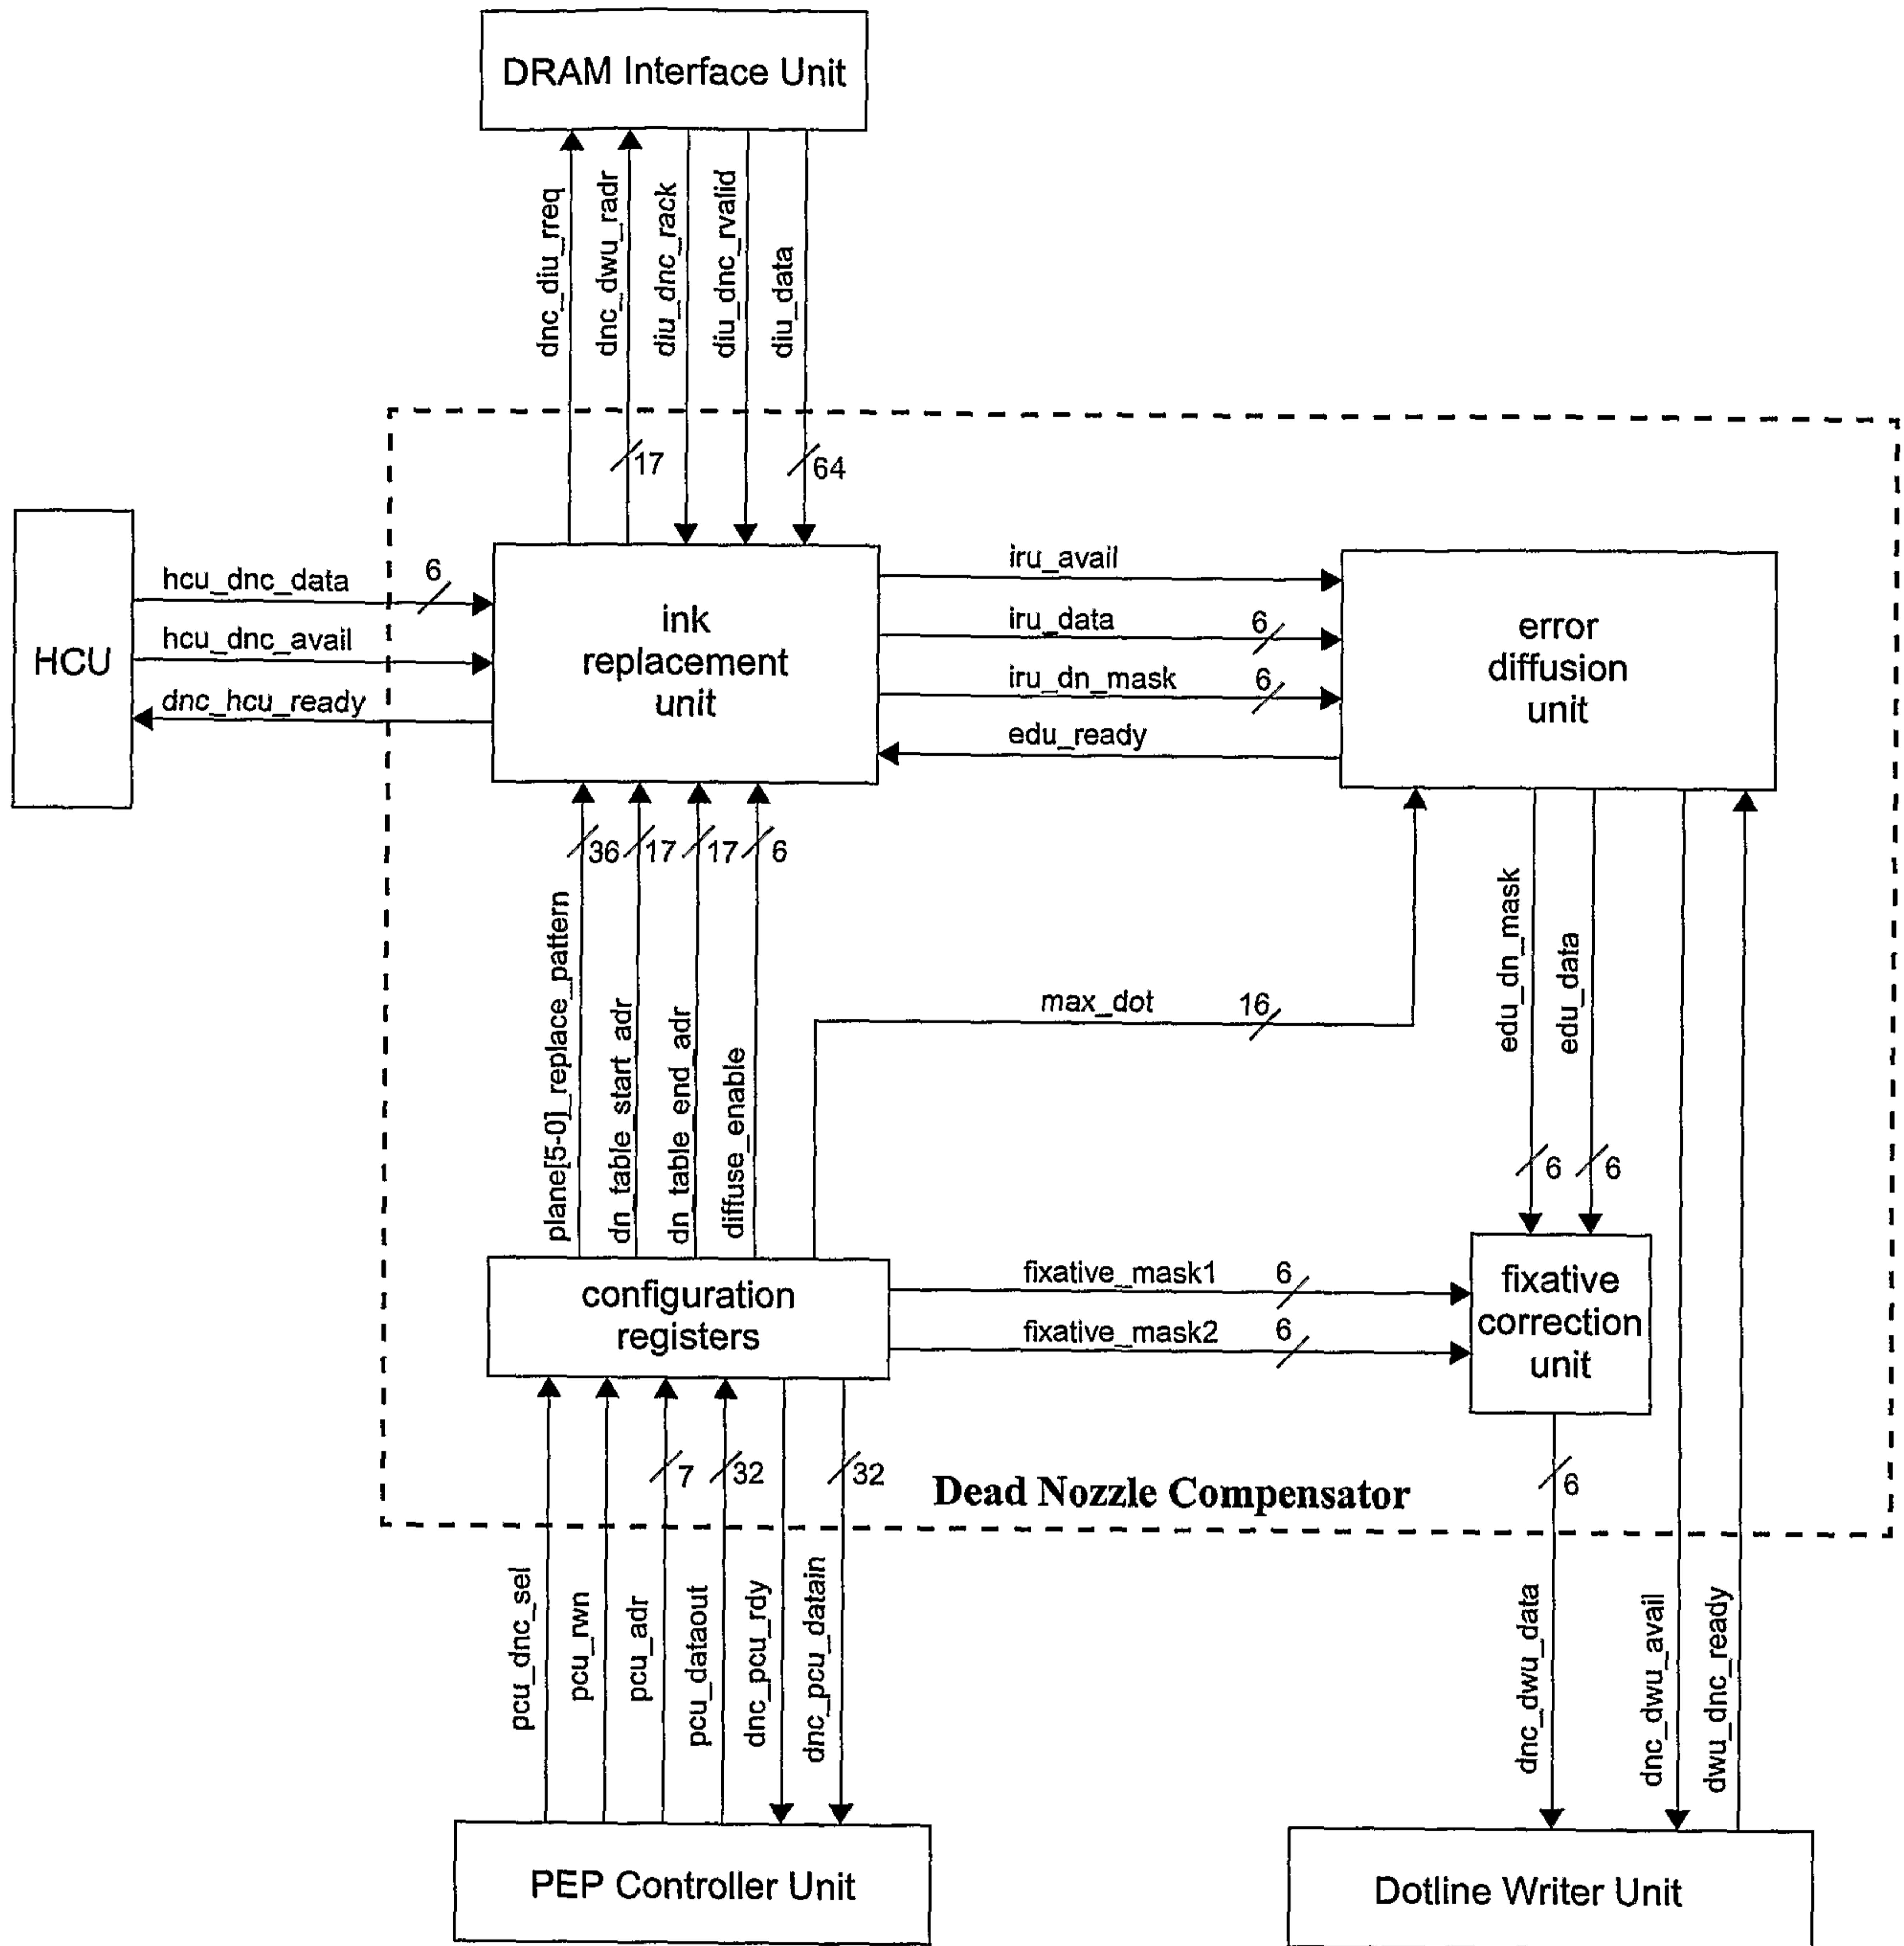 DRAM Interface Unit
dnc_diu_rreq
dnc_dwu_radr
diu_dnc_rack
diu_dnc_rvalid
diu_data
17
64
HCU
hcu_dnc_data
6
hcu_dnc_avail
dnc_hcu_ready
ink
replacement
unit
iru_avail
iru_data
6
iru_dn_mask
6
edu_ready
error
diffusion
unit
36
17
17
6
plane[5-0]_replace_pattern
dn_table_start_adr
dn_table_end_adr
diffuse_enable
max_dot
16
edu_dn_mask
edu_data
6
6
configuration
registers
fixative_mask1
6
fixative_mask2
6
fixative
correction
unit
7
32
32
6
Dead Nozzle Compensator
pcu_dnc_sel
pcu_rwn
pcu_adr
pcu_dataout
dnc_pcu_rdy
dnc_pcu_datain
dnc_dwu_data
dnc_dwu_avail
dwu_dnc_ready
PEP Controller Unit
Dotline Writer Unit